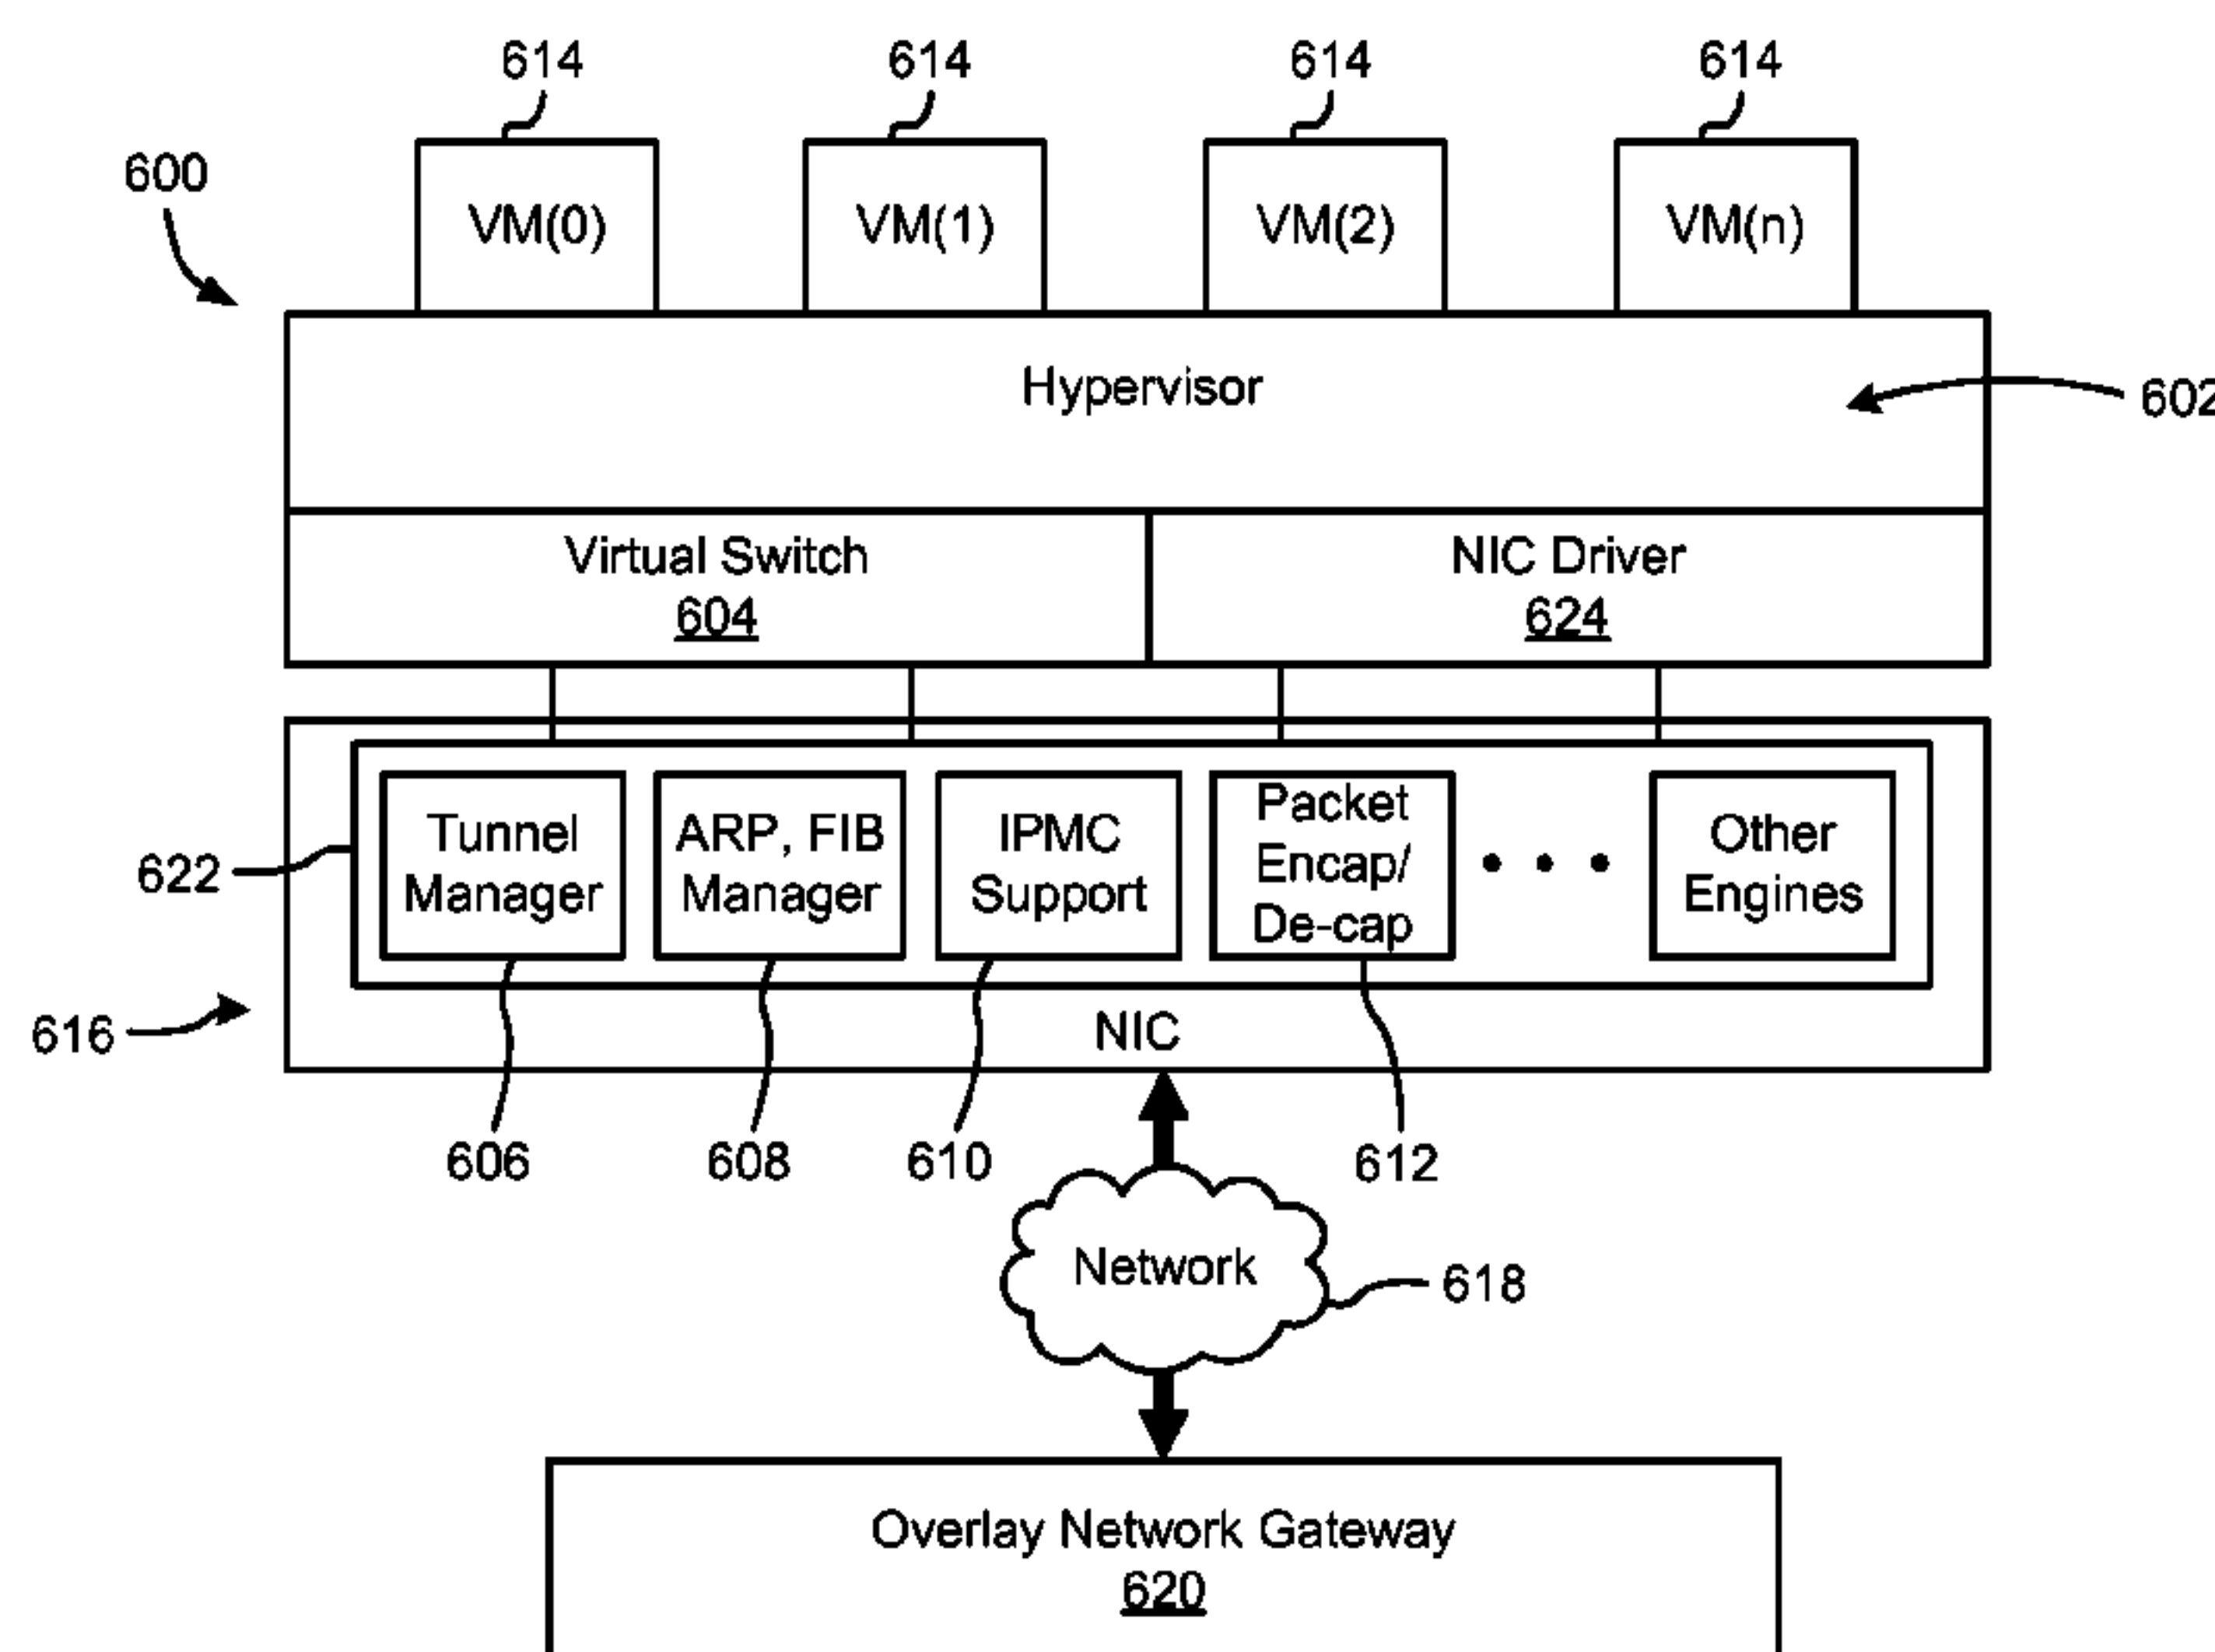 614 614 614 614
600
VM(0) VM(1) VM(2) VM(n)
Hypervisor
602
Virtual Switch
604
NIC Driver
624
622
Tunnel
Manager
ARP, FIB
Manager
IPMC
Support
Packet
Encap/
De-cap
• • •
Other
Engines
616
NIC
606 608 610 612
Network
618
Overlay Network Gateway
620